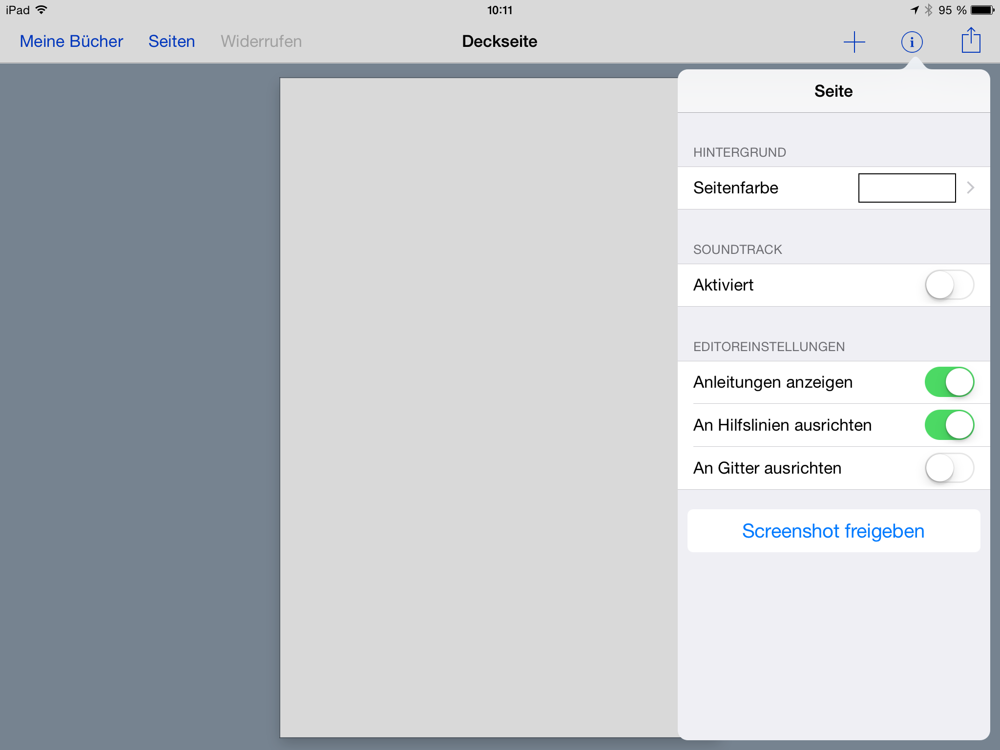 iPad 10:11 95 %
Meine Bücher Seiten Widerrufen Deckseite
Seite
HINTERGRUND
Seitenfarbe
SOUNDTRACK
Aktiviert
EDITOREINSTELLUNGEN
Anleitungen anzeigen
An Hilfslinien ausrichten
An Gitter ausrichten
Screenshot freigeben